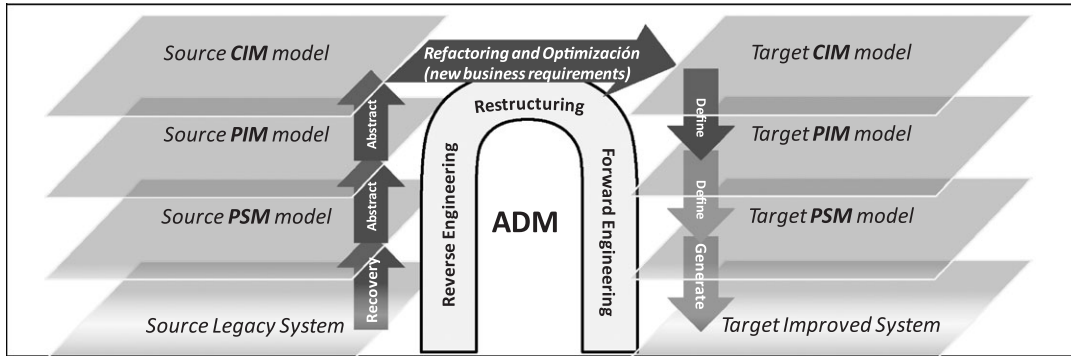 Source CIM model
Refactoring and Optimización
(new business requirements)
Target CIM model
Abstract
Restructuring
Define
Source PIM model
Target PIM model
Abstract
Reverse Engineering
ADM
Forward Engineering
Define
Source PSM model
Target PSM model
Recovery
Generate
Source Legacy System
Target Improved System